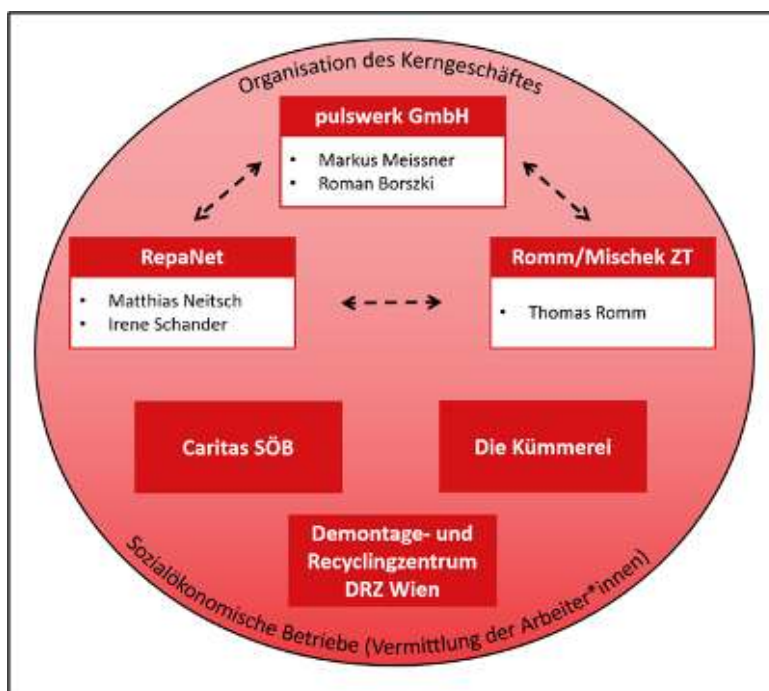 Organisation des Kerngeschäftes
pulswerk GmbH
• Markus Meissner
• Roman Borszki
RepaNet
• Matthias Neitsch
• Irene Schander
Romm/Mischek ZT
• Thomas Romm
Caritas SÖB
Die Kümmerei
Demontage- und
Recyclingzentrum
DRZ Wien
Sozialökonomische Betriebe (Vermittlung der Arbeiter*innen)